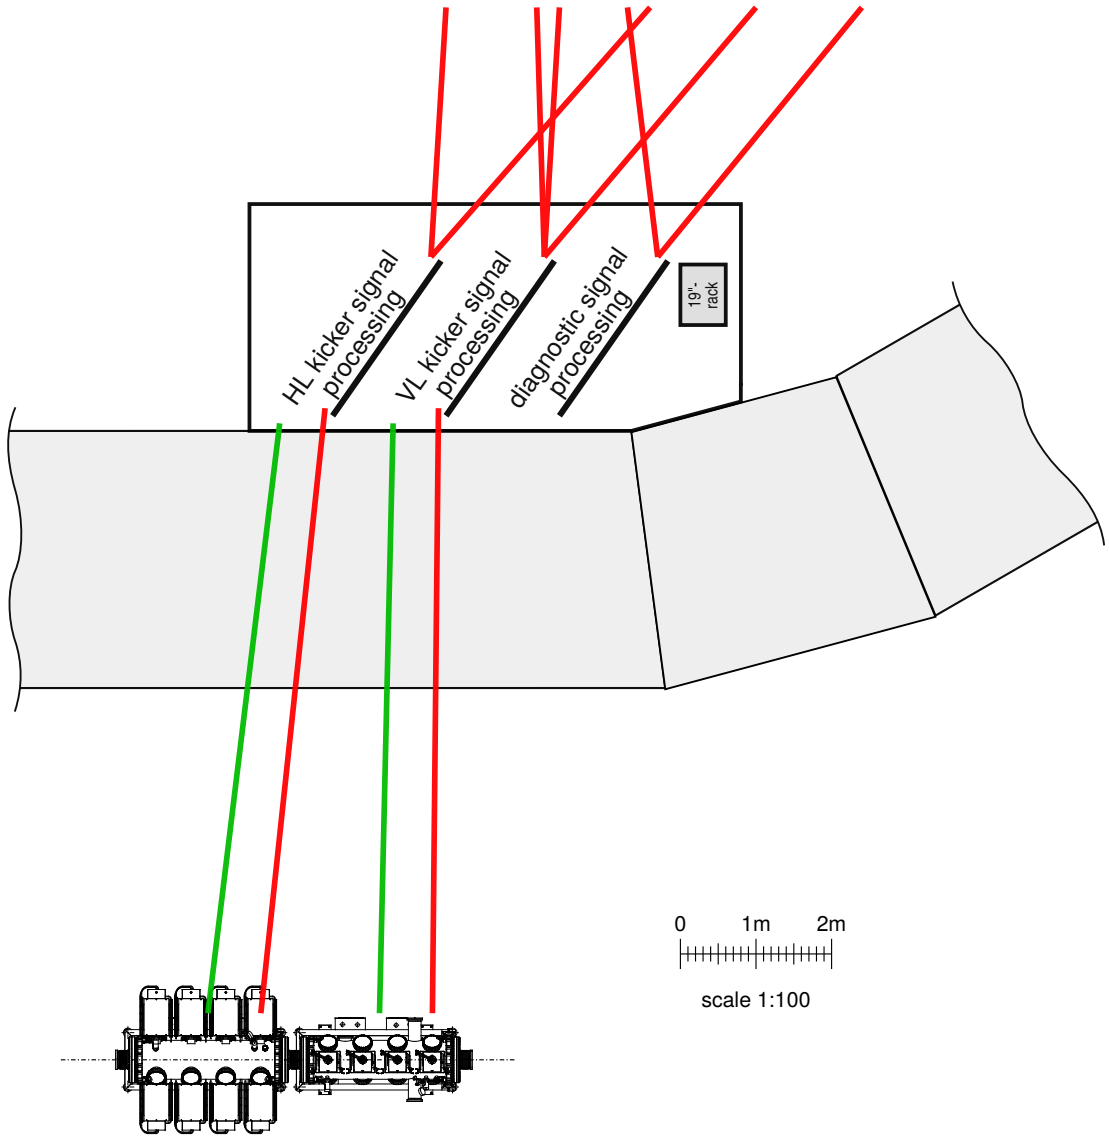 HL kicker signal
processing
VL kicker signal
processing
diagnostic signal
processing
19"-
rack
0 1m 2m
scale 1:100